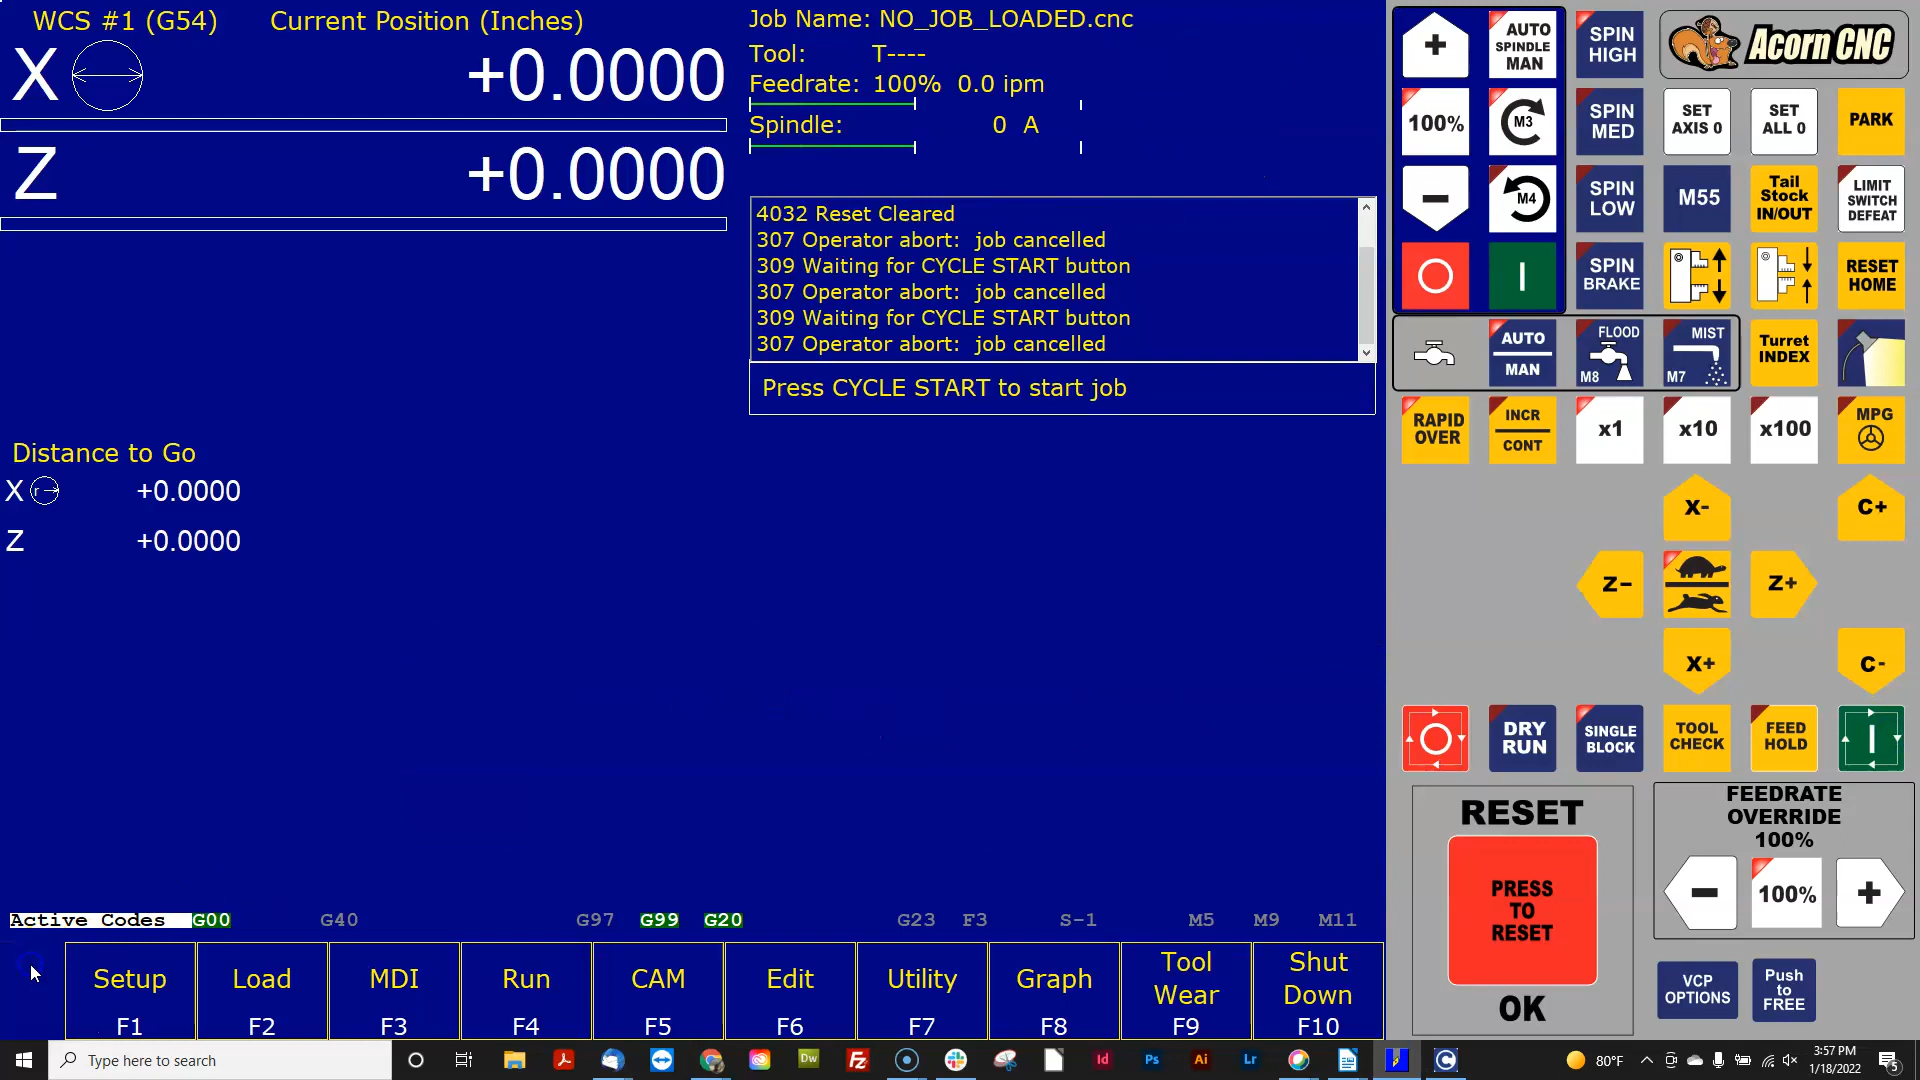 WCS #1 (G54) Current Position (Inches)
X +0.0000
Z +0.0000
Job Name: NO_JOB_LOADED.cnc
Tool: T----
Feedrate: 100% 0.0 ipm
Spindle: 0 A
4032 Reset Cleared
307 Operator abort: job cancelled
309 Waiting for CYCLE START button
307 Operator abort: job cancelled
309 Waiting for CYCLE START button
307 Operator abort: job cancelled
Press CYCLE START to start job
Distance to Go
X r +0.0000
Z +0.0000
Active Codes G00 G40 G97 G99 G20 G23 F3 S-1 M5 M9 M11
Setup F1
Load F2
MDI F3
Run F4
CAM F5
Edit F6
Utility F7
Graph F8
Tool Wear F9
Shut Down F10
+
AUTO
SPINDLE
MAN
SPIN
HIGH
Acorn CNC
100%
M3
SPIN
MED
SET
AXIS 0
SET
ALL 0
PARK
−
M4
SPIN
LOW
M55
Tail
Stock
IN/OUT
LIMIT
SWITCH
DEFEAT
SPIN
BRAKE
RESET
HOME
AUTO
MAN
FLOOD
M8
MIST
M7
Turret
INDEX
RAPID
OVER
INCR
CONT
x1
x10
x100
MPG
X-
C+
Z−
Z+
X+
C-
DRY
RUN
SINGLE
BLOCK
TOOL
CHECK
FEED
HOLD
RESET
PRESS
TO
RESET
OK
FEEDRATE
OVERRIDE
100%
−
100%
+
VCP
OPTIONS
Push
to
FREE
Type here to search
Dw
Fz
Id
Ps
Ai
Lr
80°F
3:57 PM
1/18/2022
5